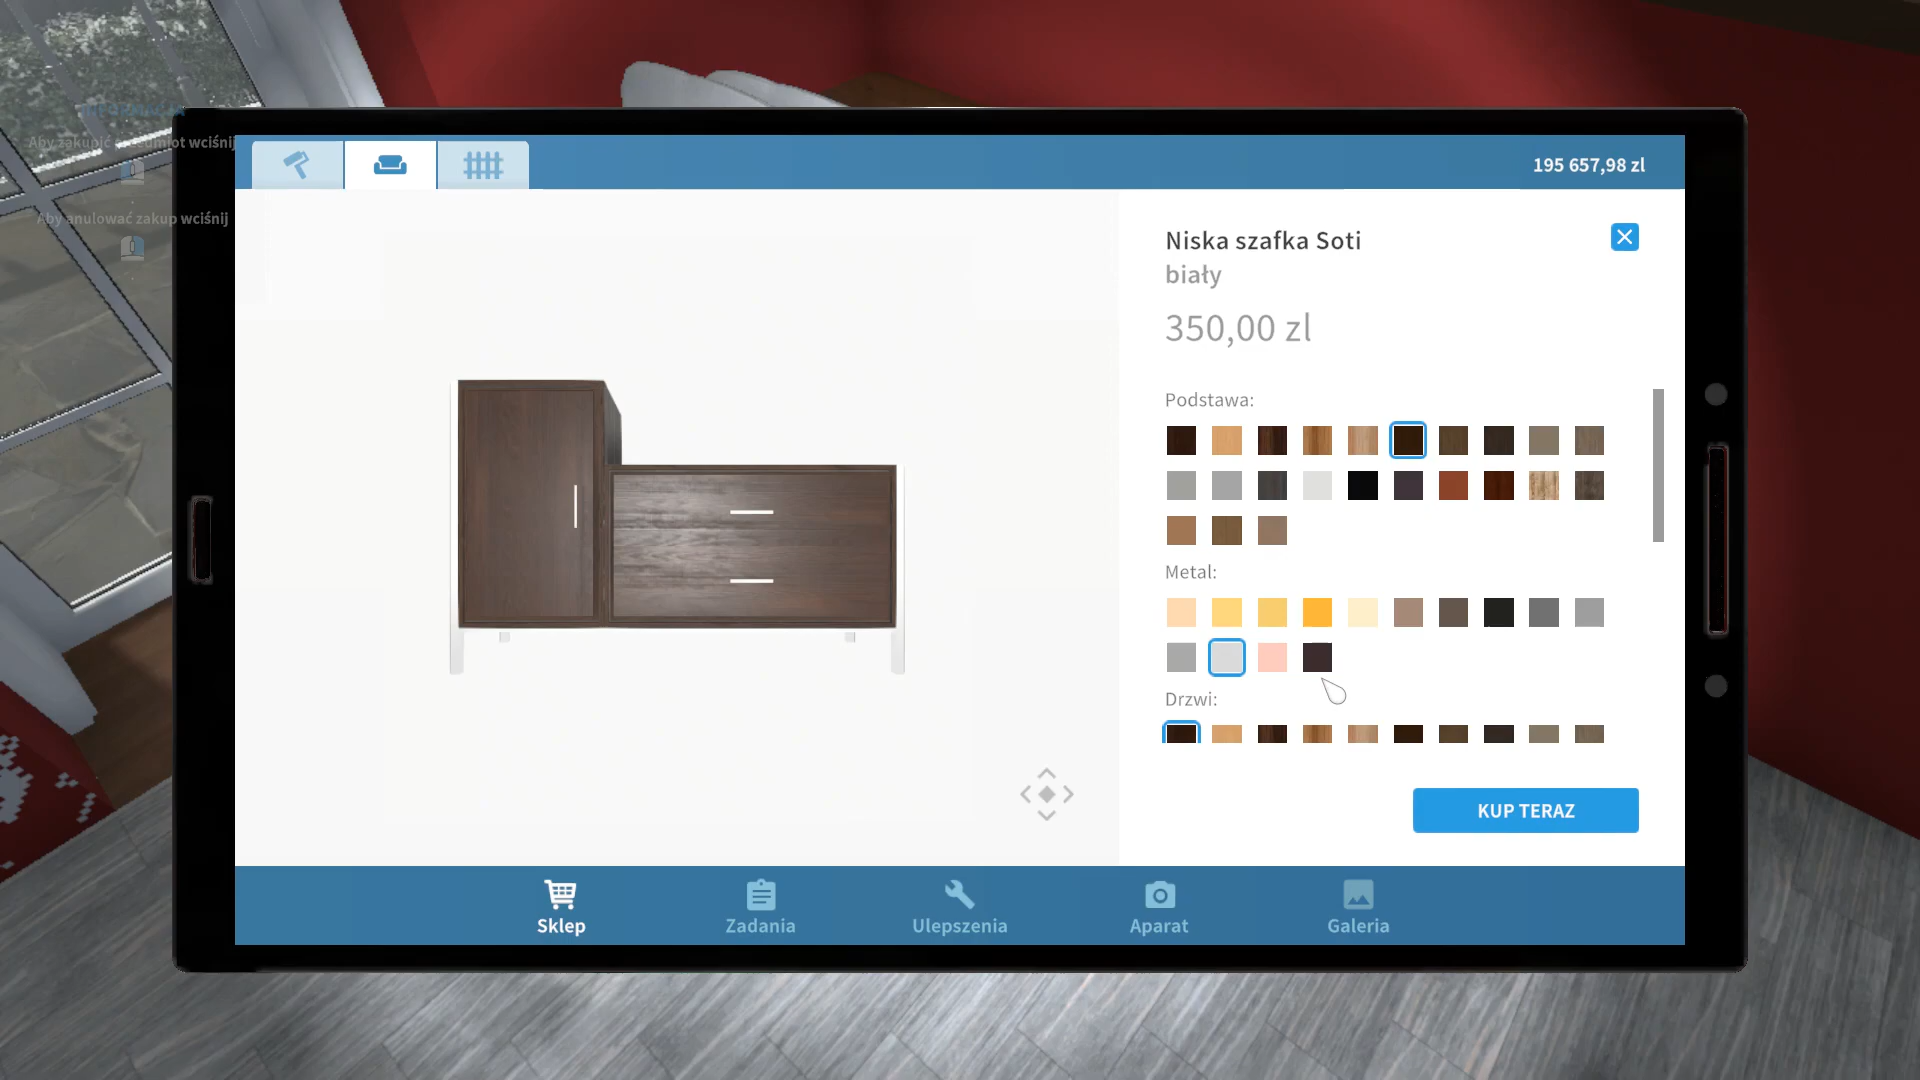 195 657,98 zl
Aby zakupić przedmiot wciśnij
Aby anulować zakup wciśnij
Niska szafka Soti
biały
350,00 zl
Podstawa:
Metal:
Drzwi:
KUP TERAZ
Sklep
Zadania
Ulepszenia
Aparat
Galeria